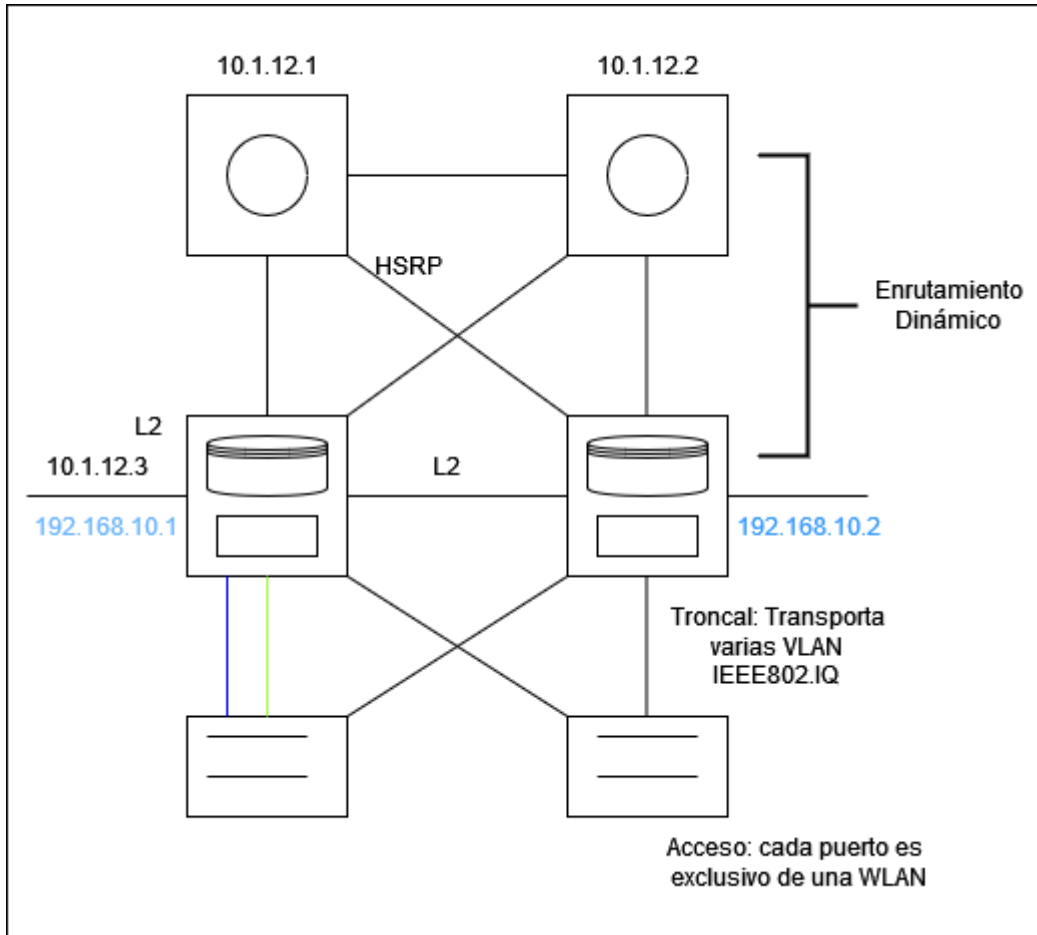 10.1.12.1
10.1.12.2
HSRP
Enrutamiento
Dinámico
L2
10.1.12.3
L2
192.168.10.1
192.168.10.2
Troncal: Transporta
varias VLAN
IEEE802.IQ
Acceso: cada puerto es
exclusivo de una WLAN